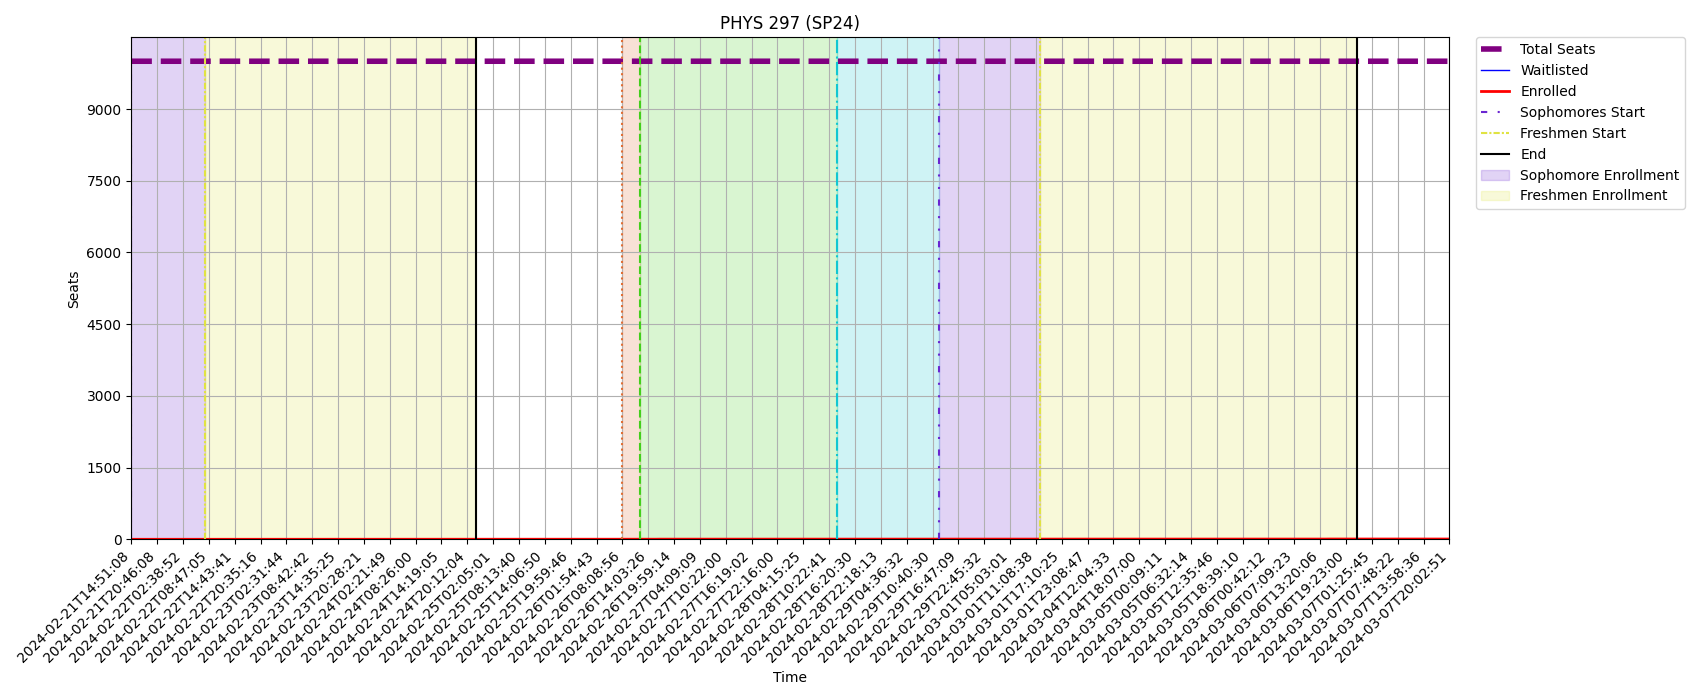 PHYS 297 (SP24)
Total Seats
Waitlisted
Enrolled
Sophomores Start
Freshmen Start
End
Sophomore Enrollment
Freshmen Enrollment
Seats
9000
7500
6000
4500
3000
1500
0
2024-02-21T14:51:08
2024-02-21T20:46:08
2024-02-22T02:38:52
2024-02-22T08:47:05
2024-02-22T14:43:41
2024-02-22T20:35:16
2024-02-23T02:31:44
2024-02-23T08:42:42
2024-02-23T14:35:25
2024-02-23T20:28:21
2024-02-24T02:21:49
2024-02-24T08:26:00
2024-02-24T14:19:05
2024-02-24T20:12:04
2024-02-25T02:05:01
2024-02-25T08:13:40
2024-02-25T14:06:50
2024-02-25T19:59:46
2024-02-26T01:54:43
2024-02-26T08:08:56
2024-02-26T14:03:26
2024-02-26T19:59:14
2024-02-27T04:09:09
2024-02-27T10:22:00
2024-02-27T16:19:02
2024-02-27T22:16:00
2024-02-28T04:15:25
2024-02-28T10:22:41
2024-02-28T16:20:30
2024-02-28T22:18:13
2024-02-29T04:36:32
2024-02-29T10:40:30
2024-02-29T16:47:09
2024-02-29T22:45:32
2024-03-01T05:03:01
2024-03-01T11:08:38
2024-03-01T17:10:25
2024-03-01T23:08:47
2024-03-04T12:04:33
2024-03-04T18:07:00
2024-03-05T00:09:11
2024-03-05T06:32:14
2024-03-05T12:35:46
2024-03-05T18:39:10
2024-03-06T00:42:12
2024-03-06T07:09:23
2024-03-06T13:20:06
2024-03-06T19:23:00
2024-03-07T01:25:45
2024-03-07T07:48:22
2024-03-07T13:58:36
2024-03-07T20:02:51
Time